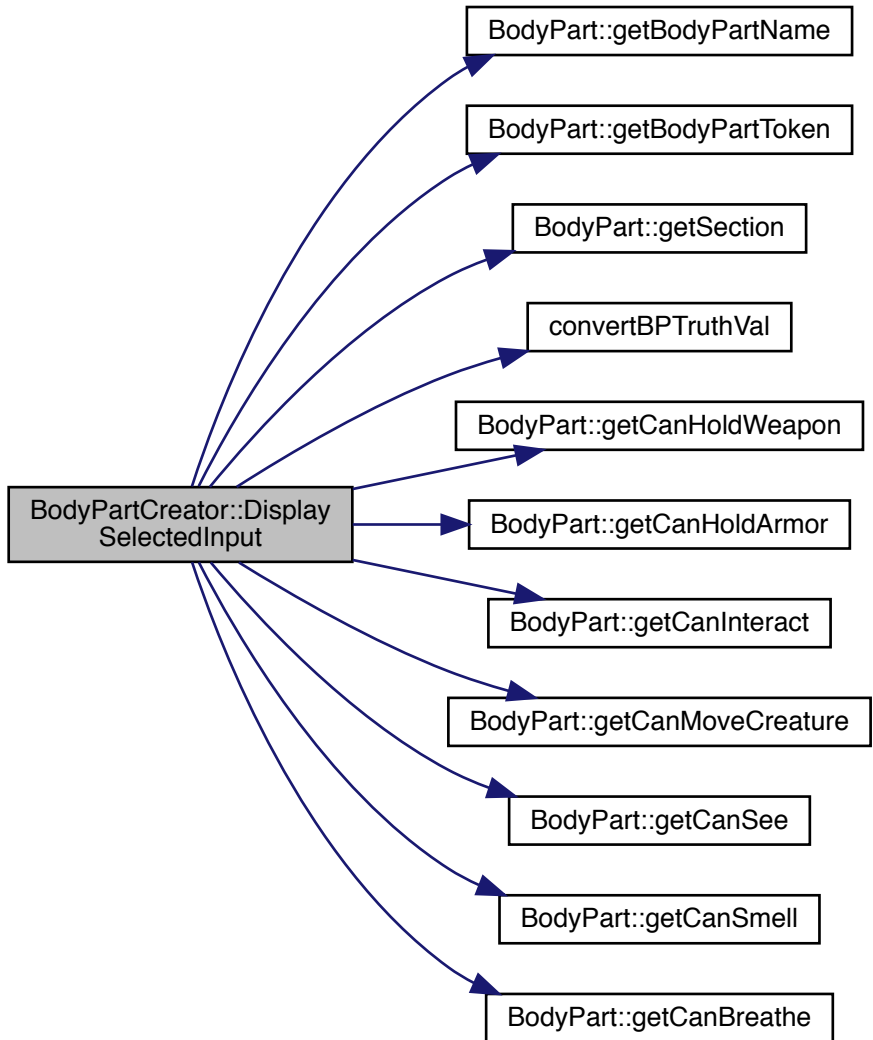 BodyPart::getBodyPartName
BodyPart::getBodyPartToken
BodyPart::getSection
convertBPTruthVal
BodyPart::getCanHoldWeapon
BodyPartCreator::Display
SelectedInput
BodyPart::getCanHoldArmor
BodyPart::getCanInteract
BodyPart::getCanMoveCreature
BodyPart::getCanSee
BodyPart::getCanSmell
BodyPart::getCanBreathe